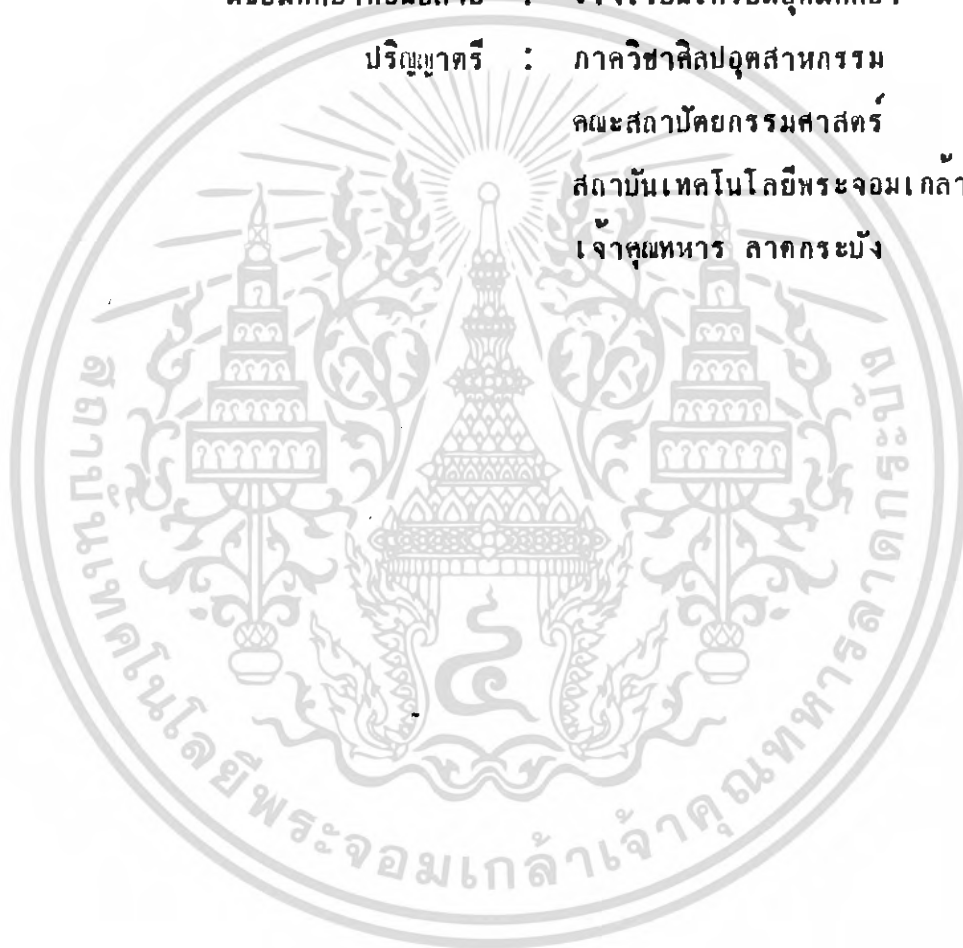 ปริญญาตรี : ภาควิชาศิลปอุตสาหกรรม
คณะสถาปัตยกรรมศาสตร์
สถาบันเทคโนโลยีพระจอมเกล้า
เจ้าคุณทหาร ลาดกระบัง
สถาบันเทคโนโลยีพระจอมเกล้าเจ้าคุณทหารลาดกระบัง
๔